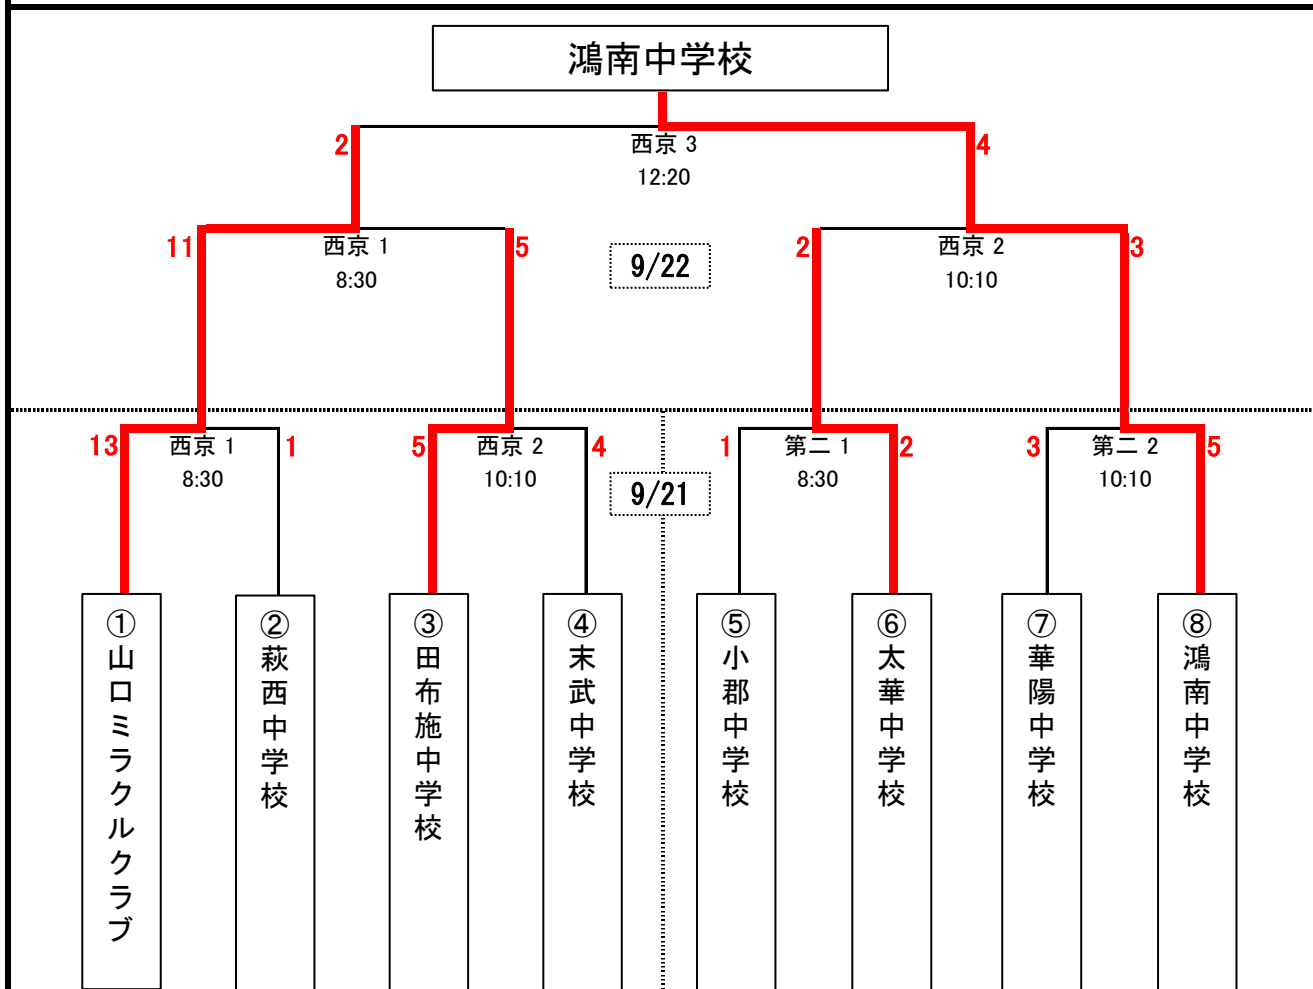 鴻南中学校
2
西京 3
4
12:20
11
西京 1
5
9/22
2
西京 2
3
8:30
10:10
13
西京 1
1
5
西京 2
4
1
第二 1
2
3
第二 2
5
8:30
10:10
9/21
8:30
10:10
①山口ミラクルクラブ
②萩西中学校
③田布施中学校
④末武中学校
⑤小郡中学校
⑥太華中学校
⑦華陽中学校
⑧鴻南中学校